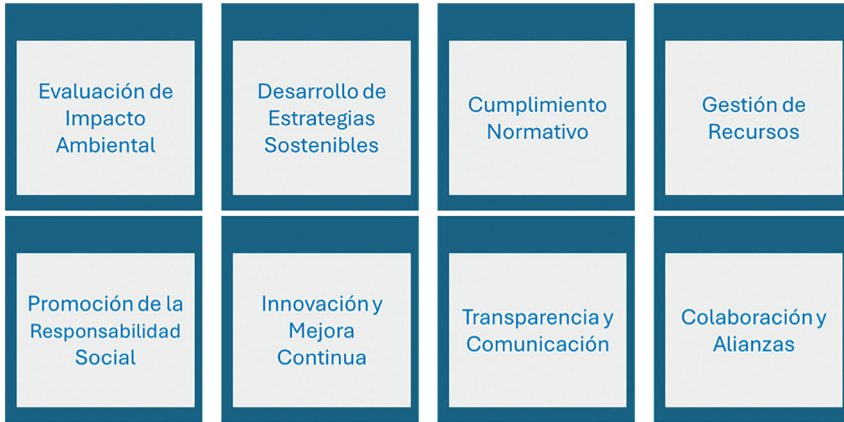 Evaluación de
Impacto
Ambiental
Desarrollo de
Estrategias
Sostenibles
Cumplimiento
Normativo
Gestión de
Recursos
Promoción de la
Responsabilidad
Social
Innovación y
Mejora
Continua
Transparencia y
Comunicación
Colaboración y
Alianzas